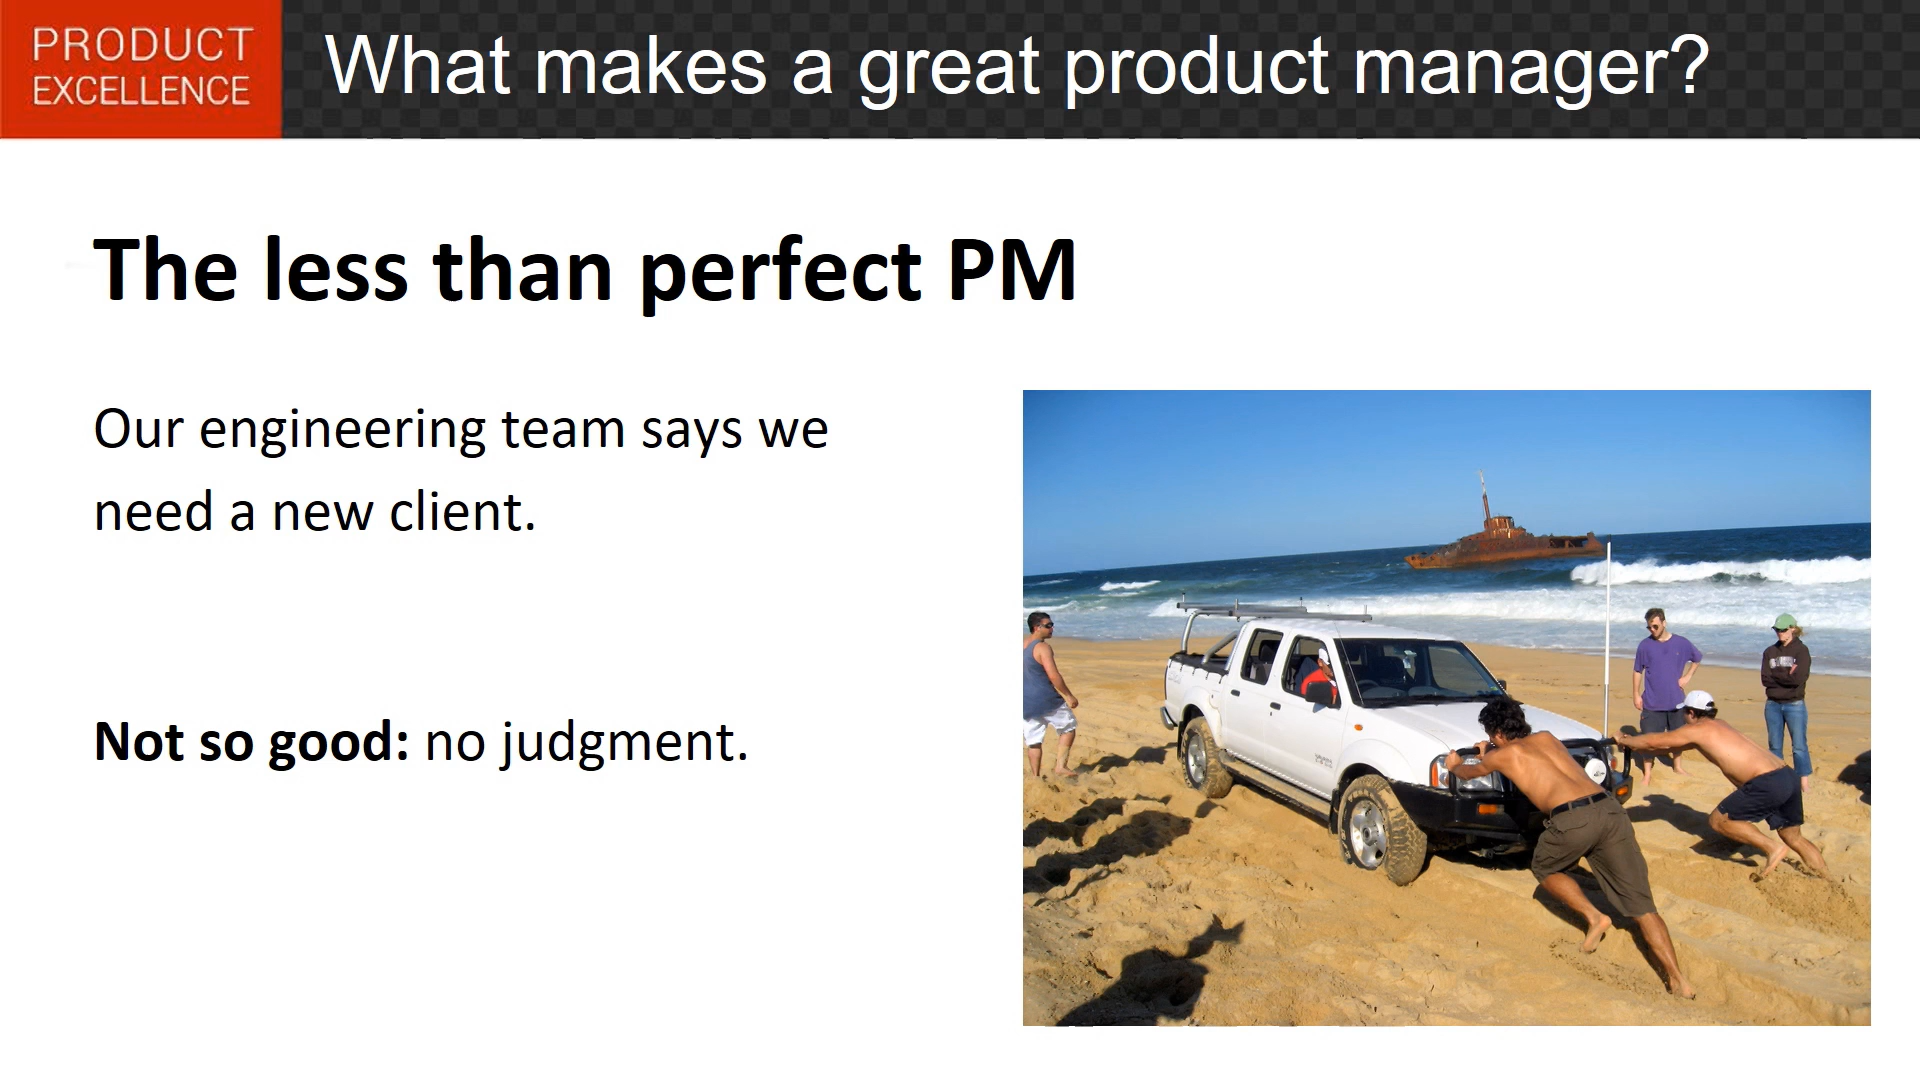 PRODUCT
EXCELLENCE
What makes a great product manager?
The less than perfect PM
Our engineering team says we
need a new client.
Not so good: no judgment.